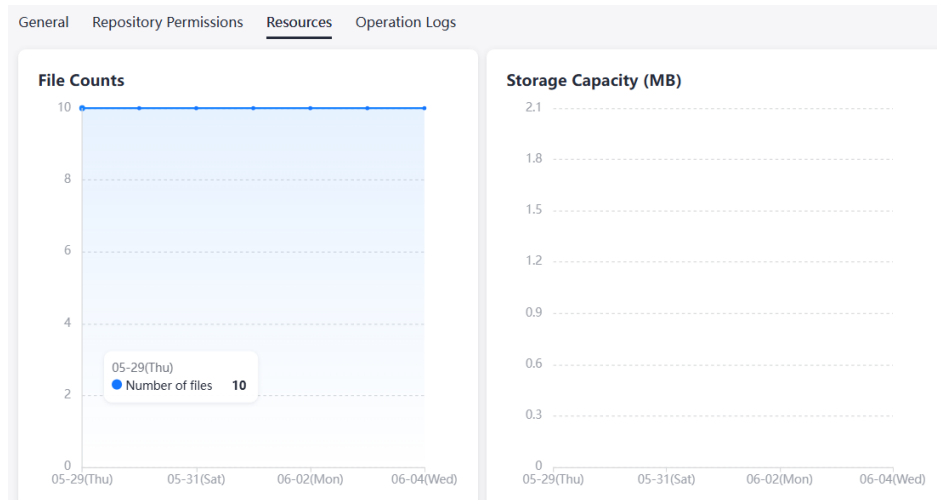 General Repository Permissions Resources Operation Logs
File Counts
10
8
6
4
2
0
05-29(Thu) 05-31(Sat) 06-02(Mon) 06-04(Wed)
05-29(Thu)
Number of files 10
Storage Capacity (MB)
2.1
1.8
1.5
1.2
0.9
0.6
0.3
0
05-29(Thu) 05-31(Sat) 06-02(Mon) 06-04(Wed)